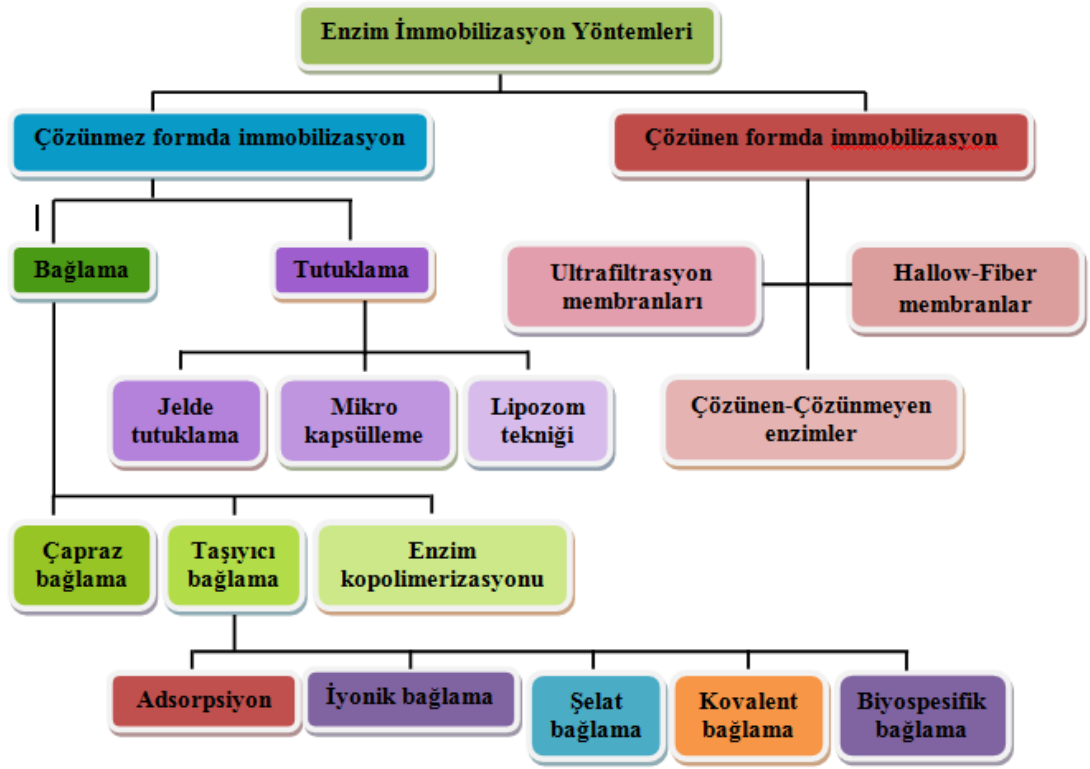 Enzim İmmobilizasyon Yöntemleri
Çözünmez formda immobilizasyon
Çözünen formda immobilizasyon
Bağlama
Tutuklama
Ultrafiltrasyon
membranları
Hallow-Fiber
membranlar
Jelde
tutuklama
Mikro
kapsülleme
Lipozom
tekniği
Çözünen-Çözünmeyen
enzimler
Çapraz
bağlama
Taşıyıcı
bağlama
Enzim
kopolimerizasyonu
Adsorpsiyon
İyonik bağlama
Şelat
bağlama
Kovalent
bağlama
Biyospesifik
bağlama